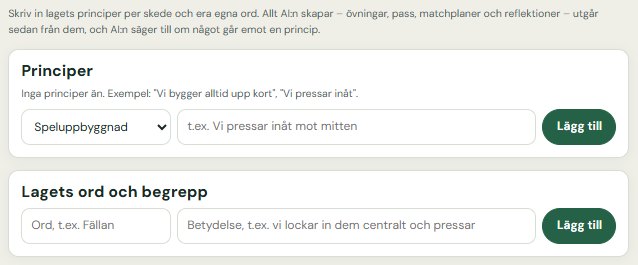 Skriv in lagets principer per skede och era egna ord. Allt AI:n skapar – övningar, pass, matchplaner och reflektioner – utgår
sedan från dem, och AI:n säger till om något går emot en princip.
Principer
Inga principer än. Exempel: "Vi bygger alltid upp kort", "Vi pressar inåt".
Speluppbyggnad t.ex. Vi pressar inåt mot mitten Lägg till
Lagets ord och begrepp
Ord, t.ex. Fällan Betydelse, t.ex. vi lockar in dem centralt och pressar Lägg till